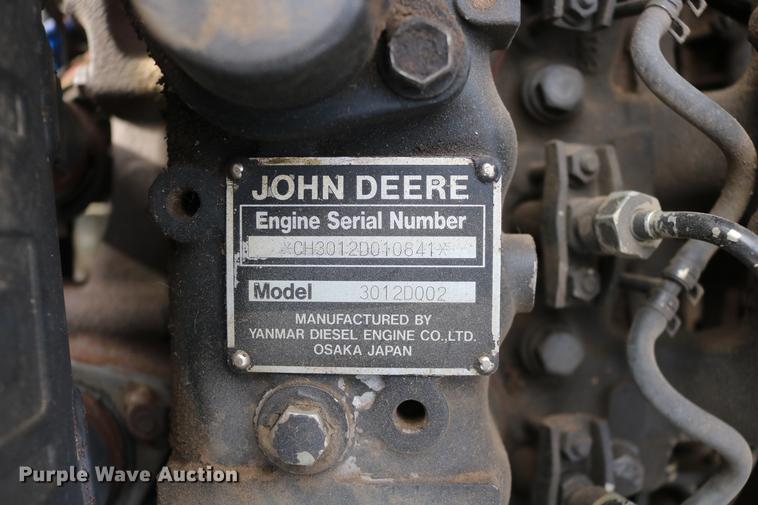 JOHN DEERE
Engine Serial Number
*CH3012D010841*
Model 3012D002
MANUFACTURED BY
YANMAR DIESEL ENGINE CO.,LTD.
OSAKA JAPAN
Purple Wave Auction